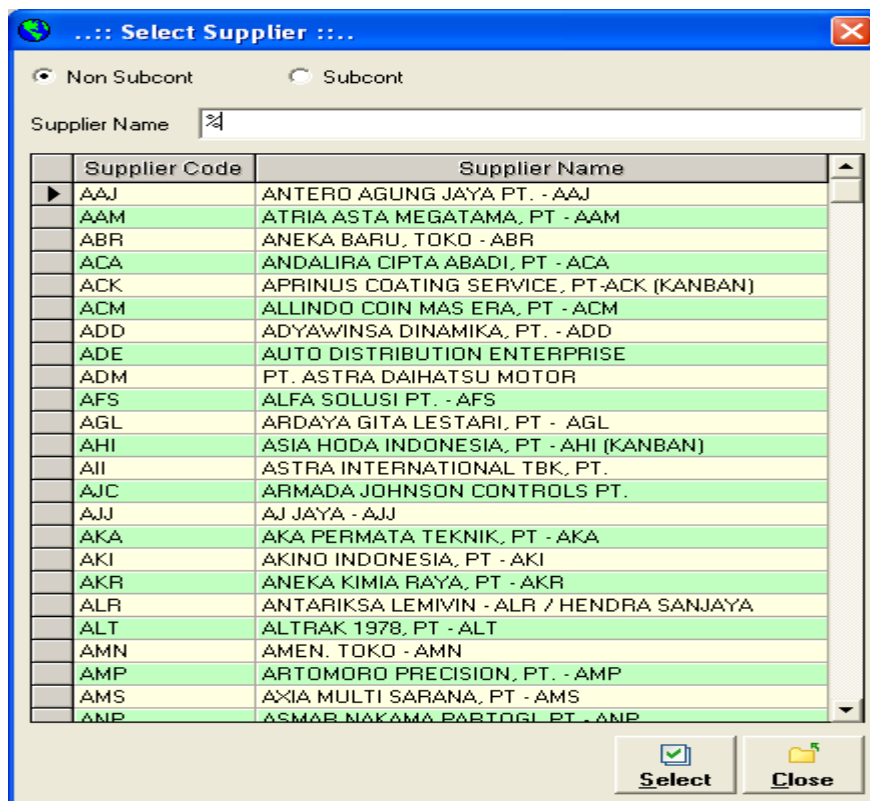 ..:: Select Supplier ::..
Non Subcont Subcont
Supplier Name %
Supplier Code Supplier Name
AAJ ANTERO AGUNG JAYA PT. - AAJ
AAM ATRIA ASTA MEGATAMA, PT - AAM
ABR ANEKA BARU, TOKO - ABR
ACA ANDALIRA CIPTA ABADI, PT - ACA
ACK APRINUS COATING SERVICE, PT-ACK (KANBAN)
ACM ALLINDO COIN MAS ERA, PT - ACM
ADD ADYAWINSA DINAMIKA, PT. - ADD
ADE AUTO DISTRIBUTION ENTERPRISE
ADM PT. ASTRA DAIHATSU MOTOR
AFS ALFA SOLUSI PT. - AFS
AGL ARDAYA GITA LESTARI, PT - AGL
AHI ASIA HODA INDONESIA, PT - AHI (KANBAN)
AII ASTRA INTERNATIONAL TBK, PT.
AJC ARMADA JOHNSON CONTROLS PT.
AJJ AJ JAYA - AJJ
AKA AKA PERMATA TEKNIK, PT - AKA
AKI AKINO INDONESIA, PT - AKI
AKR ANEKA KIMIA RAYA, PT - AKR
ALR ANTARIKSA LEMIVIN - ALR / HENDRA SANJAYA
ALT ALTRAK 1978, PT - ALT
AMN AMEN. TOKO - AMN
AMP ARTOMORO PRECISION, PT. - AMP
AMS AXIA MULTI SARANA, PT - AMS
ANP ASMAR NAKAMA PARTOGI, PT - ANP
Select Close